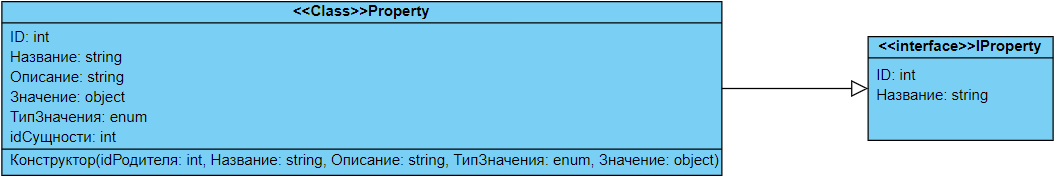 <<Class>>Property
ID: int
Название: string
Описание: string
Значение: object
ТипЗначения: enum
idСущности: int
Конструктор(idРодителя: int, Название: string, Описание: string, ТипЗначения: enum, Значение: object)
<<interface>>IProperty
ID: int
Название: string